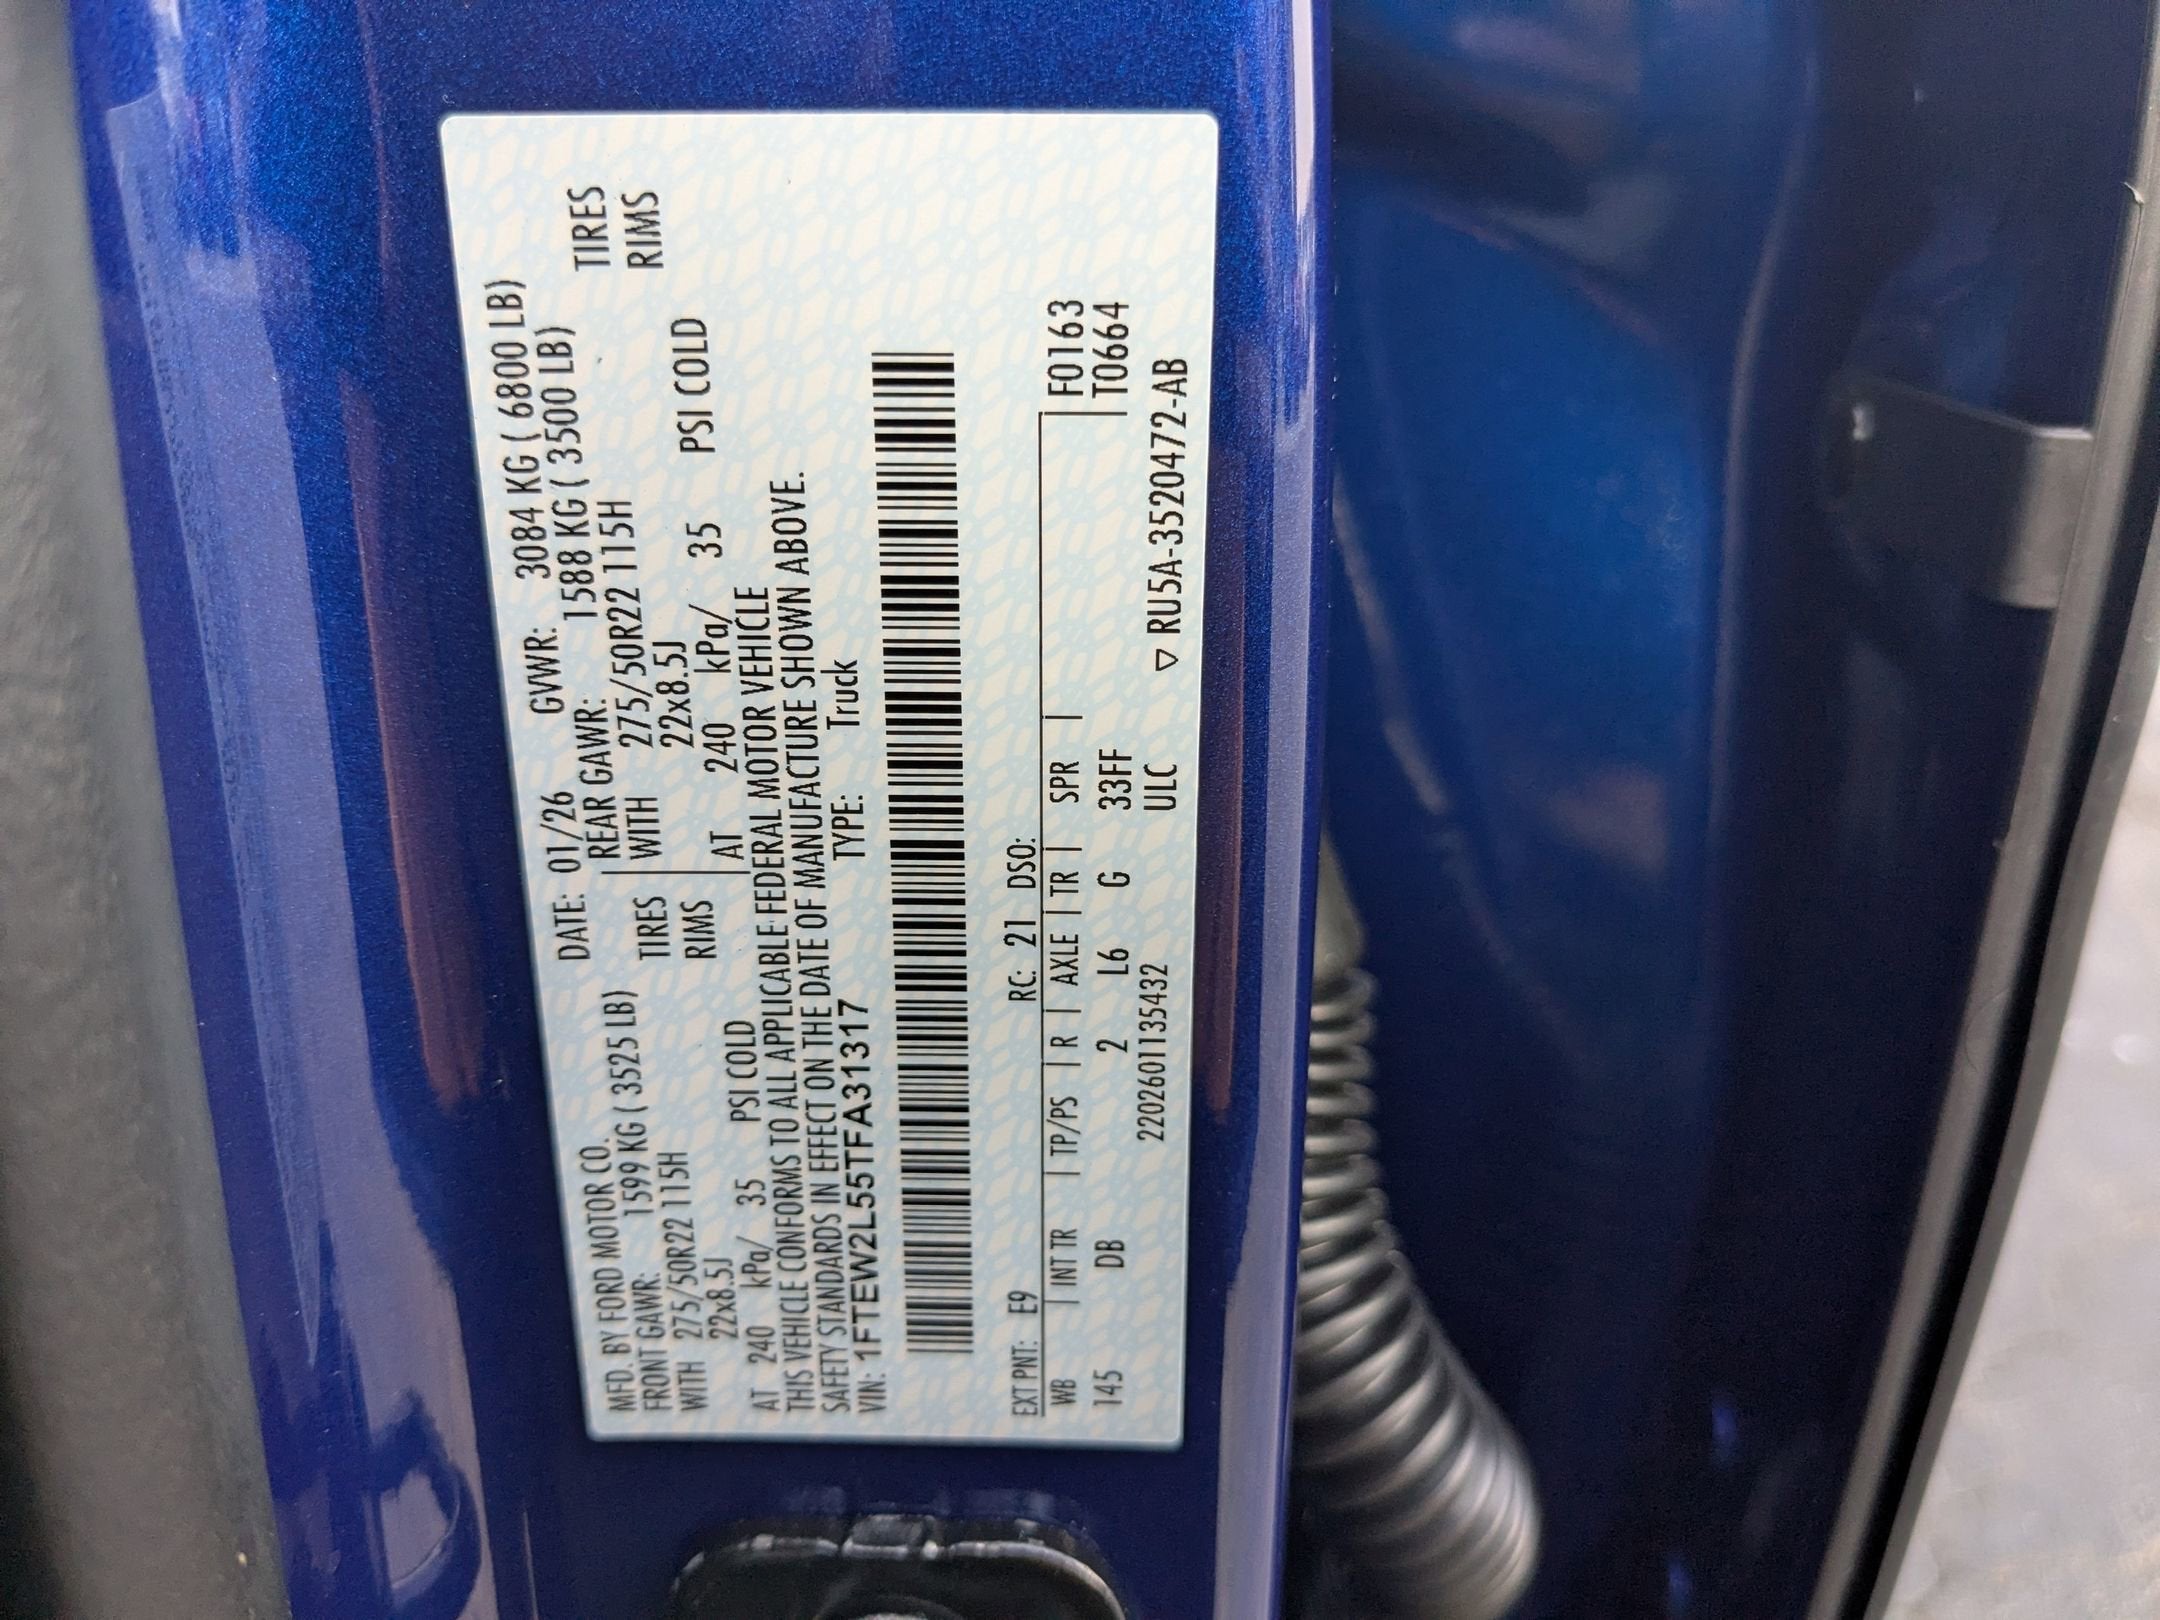 MFD. BY FORD MOTOR CO. DATE: 01/26 GVWR: 3084 KG ( 6800 LB)
FRONT GAWR: 1599 KG ( 3525 LB) REAR GAWR: 1588 KG ( 3500 LB)
WITH 275/50R22 115H TIRES WITH 275/50R22 115H TIRES
22x8.5J RIMS 22x8.5J RIMS
AT 240 kPa/ 35 PSI COLD AT 240 kPa/ 35 PSI COLD
THIS VEHICLE CONFORMS TO ALL APPLICABLE FEDERAL MOTOR VEHICLE
SAFETY STANDARDS IN EFFECT ON THE DATE OF MANUFACTURE SHOWN ABOVE.
VIN: 1FTEW2L55TFA31317 TYPE: Truck
EXT PNT: E9 RC: 21 DSO:
WB | INT TR | TP/PS | R | AXLE | TR | SPR | F0163
145 DB 2 L6 G 33FF T0664
2202601135432 ULC ▽ RU5A-3520472-AB